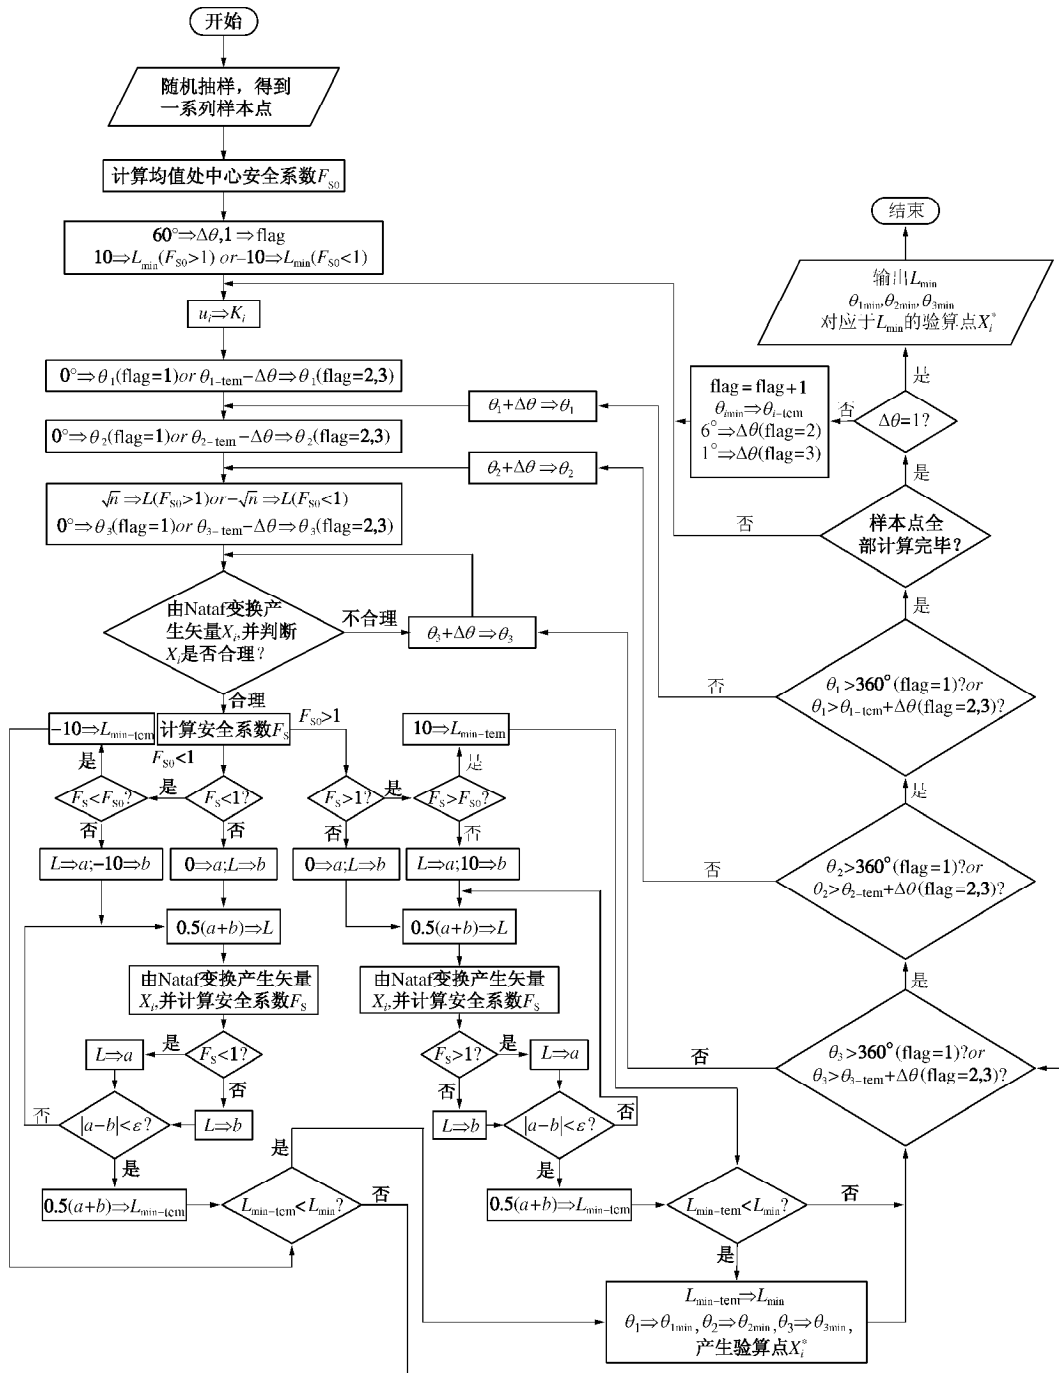 开始
随机抽样，得到
一系列样本点
计算均值处中心安全系数F_S0
60°⇒Δθ,1⇒flag
10⇒L_min(F_S0>1) or -10⇒L_min(F_S0<1)
u_i⇒K_i
0°⇒θ_1(flag=1) or θ_1-tem-Δθ⇒θ_1(flag=2,3)
θ_1+Δθ⇒θ_1
0°⇒θ_2(flag=1) or θ_2-tem-Δθ⇒θ_2(flag=2,3)
θ_2+Δθ⇒θ_2
√n⇒L(F_S0>1) or -√n⇒L(F_S0<1)
0°⇒θ_3(flag=1) or θ_3-tem-Δθ⇒θ_3(flag=2,3)
由Nataf变换产
生矢量X_i,并判断
X_i是否合理？
不合理
θ_3+Δθ⇒θ_3
合理
-10⇒L_min-tem
计算安全系数F_S
F_S0>1
10⇒L_min-tem
F_S0<1
是
是
F_S<F_S0?
是
F_S<1?
F_S>1?
是
F_S>F_S0?
否
否
否
否
L⇒a;-10⇒b
0⇒a;L⇒b
0⇒a;L⇒b
L⇒a;10⇒b
0.5(a+b)⇒L
0.5(a+b)⇒L
由Nataf变换产生矢量
X_i,并计算安全系数F_S
由Nataf变换产生矢量
X_i,并计算安全系数F_S
L⇒a
是
F_S<1?
F_S>1?
是
L⇒a
否
否
否
|a-b|<ε?
L⇒b
L⇒b
|a-b|<ε?
否
是
是
是
0.5(a+b)⇒L_min-tem
L_min-tem<L_min?
否
0.5(a+b)⇒L_min-tem
L_min-tem<L_min?
否
是
L_min-tem⇒L_min
θ_1⇒θ_1min,θ_2⇒θ_2min,θ_3⇒θ_3min,
产生验算点X_i*
结束
输出L_min
θ_1min,θ_2min,θ_3min
对应于L_min的验算点X_i*
是
flag=flag+1
θ_imin⇒θ_i-tem
6°⇒Δθ(flag=2)
1°⇒Δθ(flag=3)
否
Δθ=1?
是
否
样本点全
部计算完毕？
是
否
θ_1>360°(flag=1)?or
θ_1>θ_1-tem+Δθ(flag=2,3)?
是
否
θ_2>360°(flag=1)?or
θ_2>θ_2-tem+Δθ(flag=2,3)?
是
否
θ_3>360°(flag=1)?or
θ_3>θ_3-tem+Δθ(flag=2,3)?